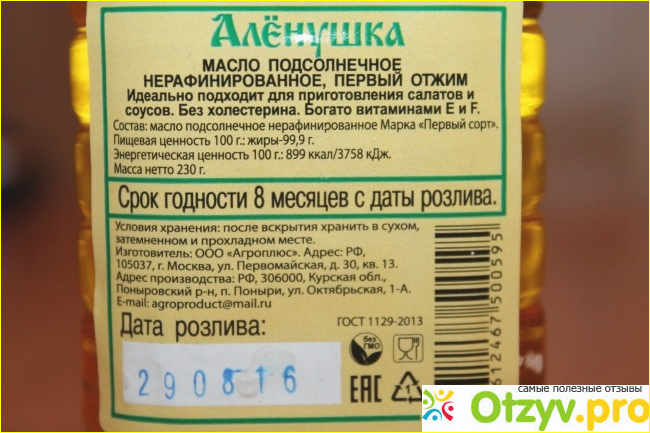 Алёнушка
МАСЛО ПОДСОЛНЕЧНОЕ
НЕРАФИНИРОВАННОЕ, ПЕРВЫЙ ОТЖИМ
Идеально подходит для приготовления салатов и
соусов. Без холестерина. Богато витаминами Е и F.
Состав: масло подсолнечное нерафинированное Марка «Первый сорт».
Пищевая ценность 100 г.: жиры-99,9 г.
Энергетическая ценность 100 г.: 899 ккал/3758 кДж.
Масса нетто 230 г.
Срок годности 8 месяцев с даты розлива.
Условия хранения: после вскрытия хранить в сухом,
затемненном и прохладном месте.
Изготовитель: ООО «Агроплюс». Адрес: РФ,
105037, г. Москва, ул. Первомайская, д. 30, кв. 13.
Адрес производства: РФ, 306000, Курская обл.,
Поныровский р-н, п. Поныри, ул. Октябрьская, 1-А.
E-mail: agroproduct@mail.ru
Дата розлива:
ГОСТ 1129-2013
без ГМО
290816
ЕАС
1
612467500595
самые полезные отзывы
Otzyv.pro